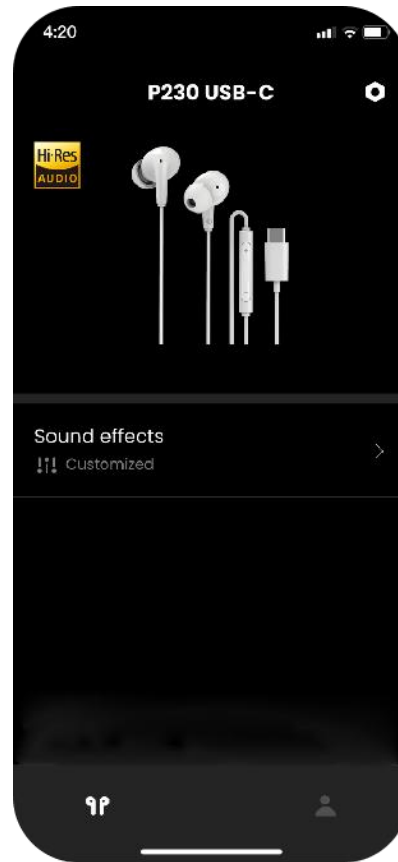 4:20
P230 USB-C
Hi-Res
AUDIO
Sound effects
Customized